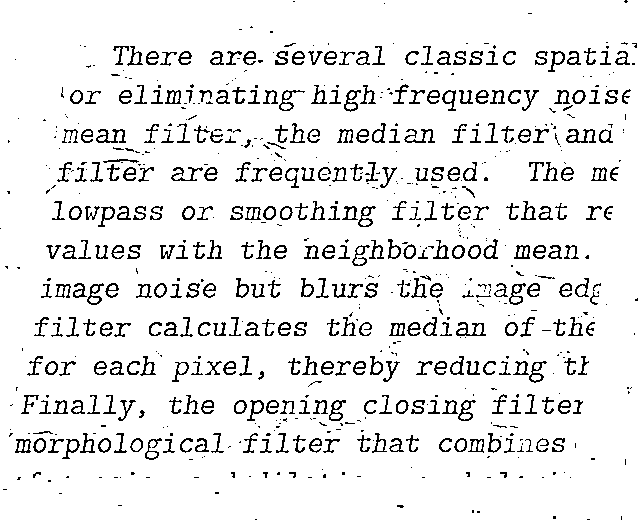 There are several classic spatial
or eliminating high frequency noise
mean filter, the median filter and
filter are frequently used. The me
lowpass or smoothing filter that re
values with the neighborhood mean.
image noise but blurs the image edg
filter calculates the median of the
for each pixel, thereby reducing th
Finally, the opening closing filter
morphological filter that combines